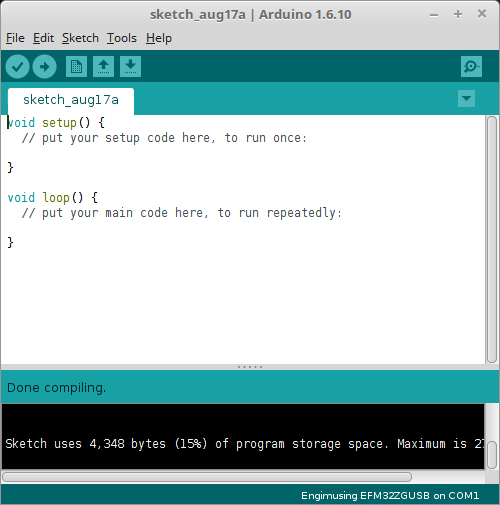 sketch_aug17a | Arduino 1.6.10
File Edit Sketch Tools Help
sketch_aug17a
void setup() {
  // put your setup code here, to run once:
}
void loop() {
  // put your main code here, to run repeatedly:
}
Done compiling.
Sketch uses 4,348 bytes (15%) of program storage space. Maximum is
Engimusing EFM32ZGUSB on COM1